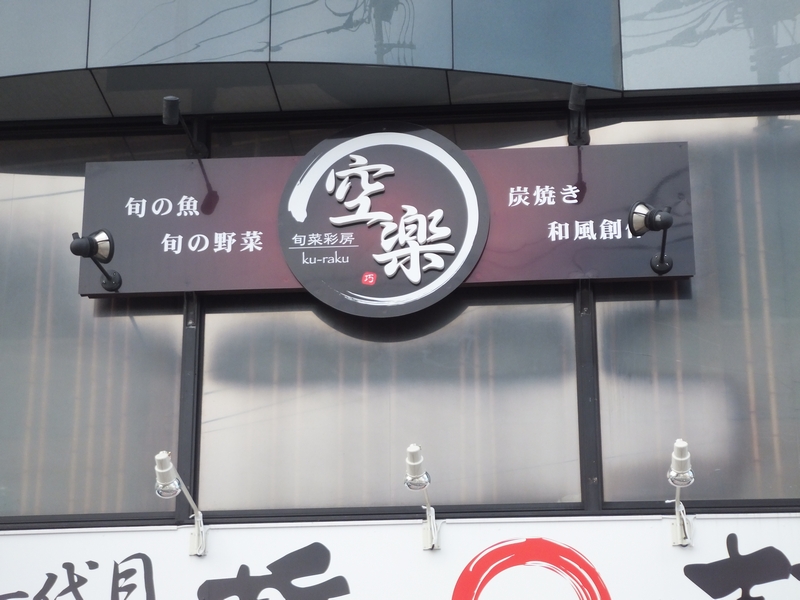 旬の魚
旬の野菜
空楽
旬菜彩房
ku-raku
巧
炭焼き
和風創
代目